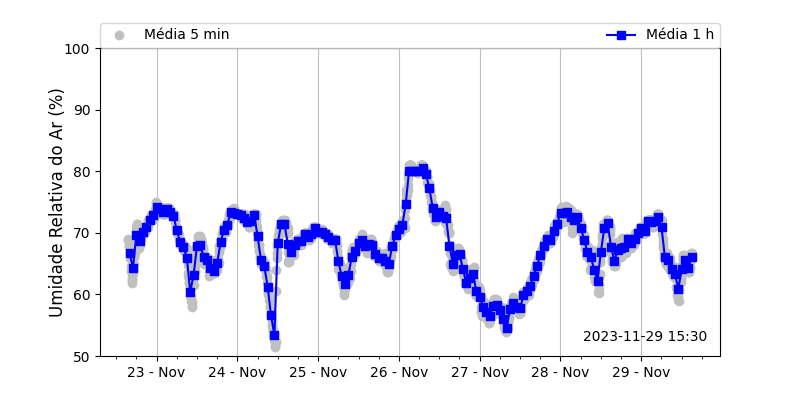 Média 5 min
Média 1 h
100
90
80
70
60
50
Umidade Relativa do Ar (%)
2023-11-29 15:30
23 - Nov
24 - Nov
25 - Nov
26 - Nov
27 - Nov
28 - Nov
29 - Nov